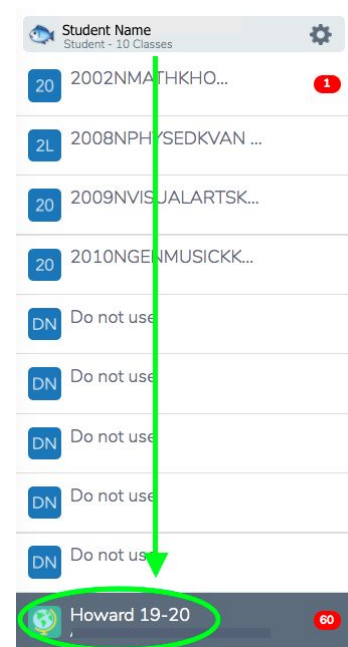 Student Name
Student - 10 Classes
20 2002NMATHKHO... 1
2L 2008NPHYSEDKVAN ...
20 2009NVISUALARTSK...
20 2010NGENMUSICKK...
DN Do not use
DN Do not use
DN Do not use
DN Do not use
DN Do not use
Howard 19-20 60